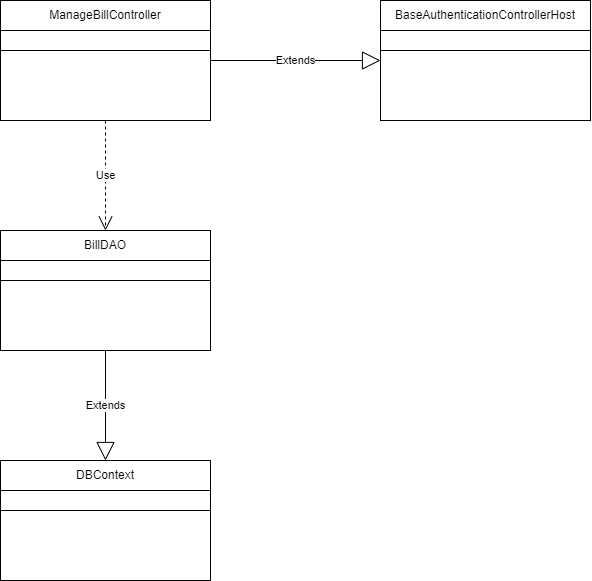 ManageBillController
BaseAuthenticationControllerHost
Extends
Use
BillDAO
Extends
DBContext